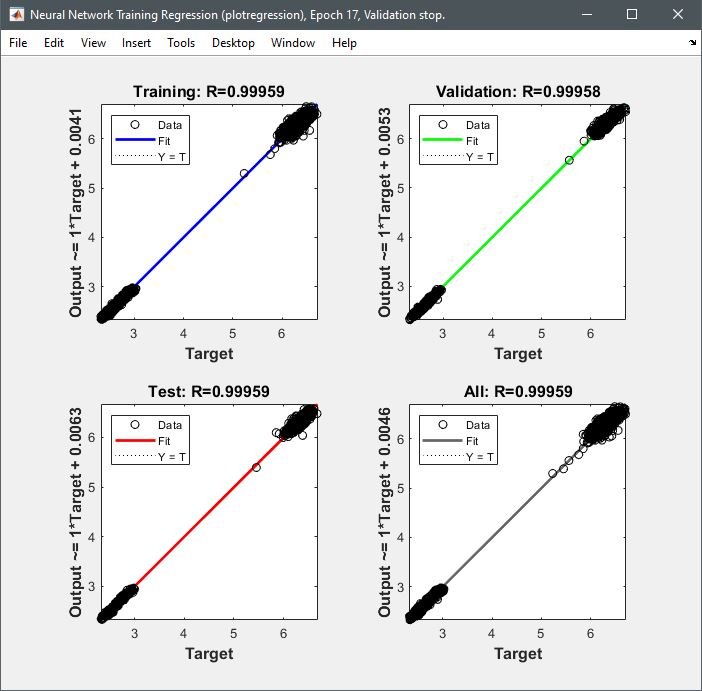 Neural Network Training Regression (plotregression), Epoch 17, Validation stop.
File Edit View Insert Tools Desktop Window Help
Training: R=0.99959
Output ~= 1*Target + 0.0041
Data
Fit
Y = T
6
5
4
3
3 4 5 6
Target
Validation: R=0.99958
Output ~= 1*Target + 0.0053
Data
Fit
Y = T
6
5
4
3
3 4 5 6
Target
Test: R=0.99959
Output ~= 1*Target + 0.0063
Data
Fit
Y = T
6
5
4
3
3 4 5 6
Target
All: R=0.99959
Output ~= 1*Target + 0.0046
Data
Fit
Y = T
6
5
4
3
3 4 5 6
Target